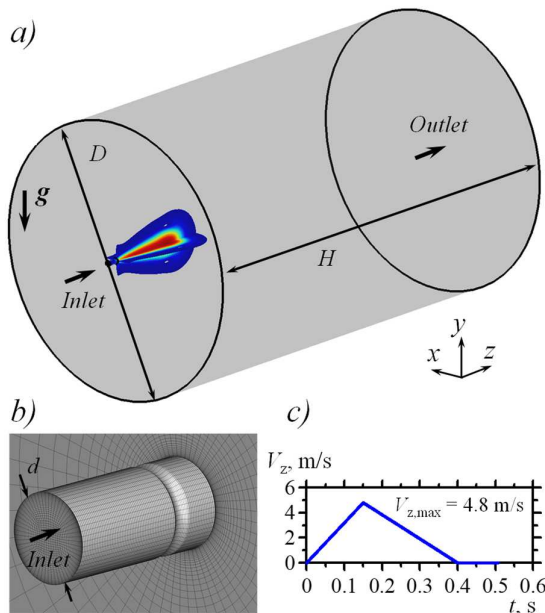 a)
D
Outlet
g
H
Inlet
y
x z
b)
d
Inlet
c)
V_z, m/s
6
4
2
0
V_z,max = 4.8 m/s
0 0.1 0.2 0.3 0.4 0.5 0.6
t, s